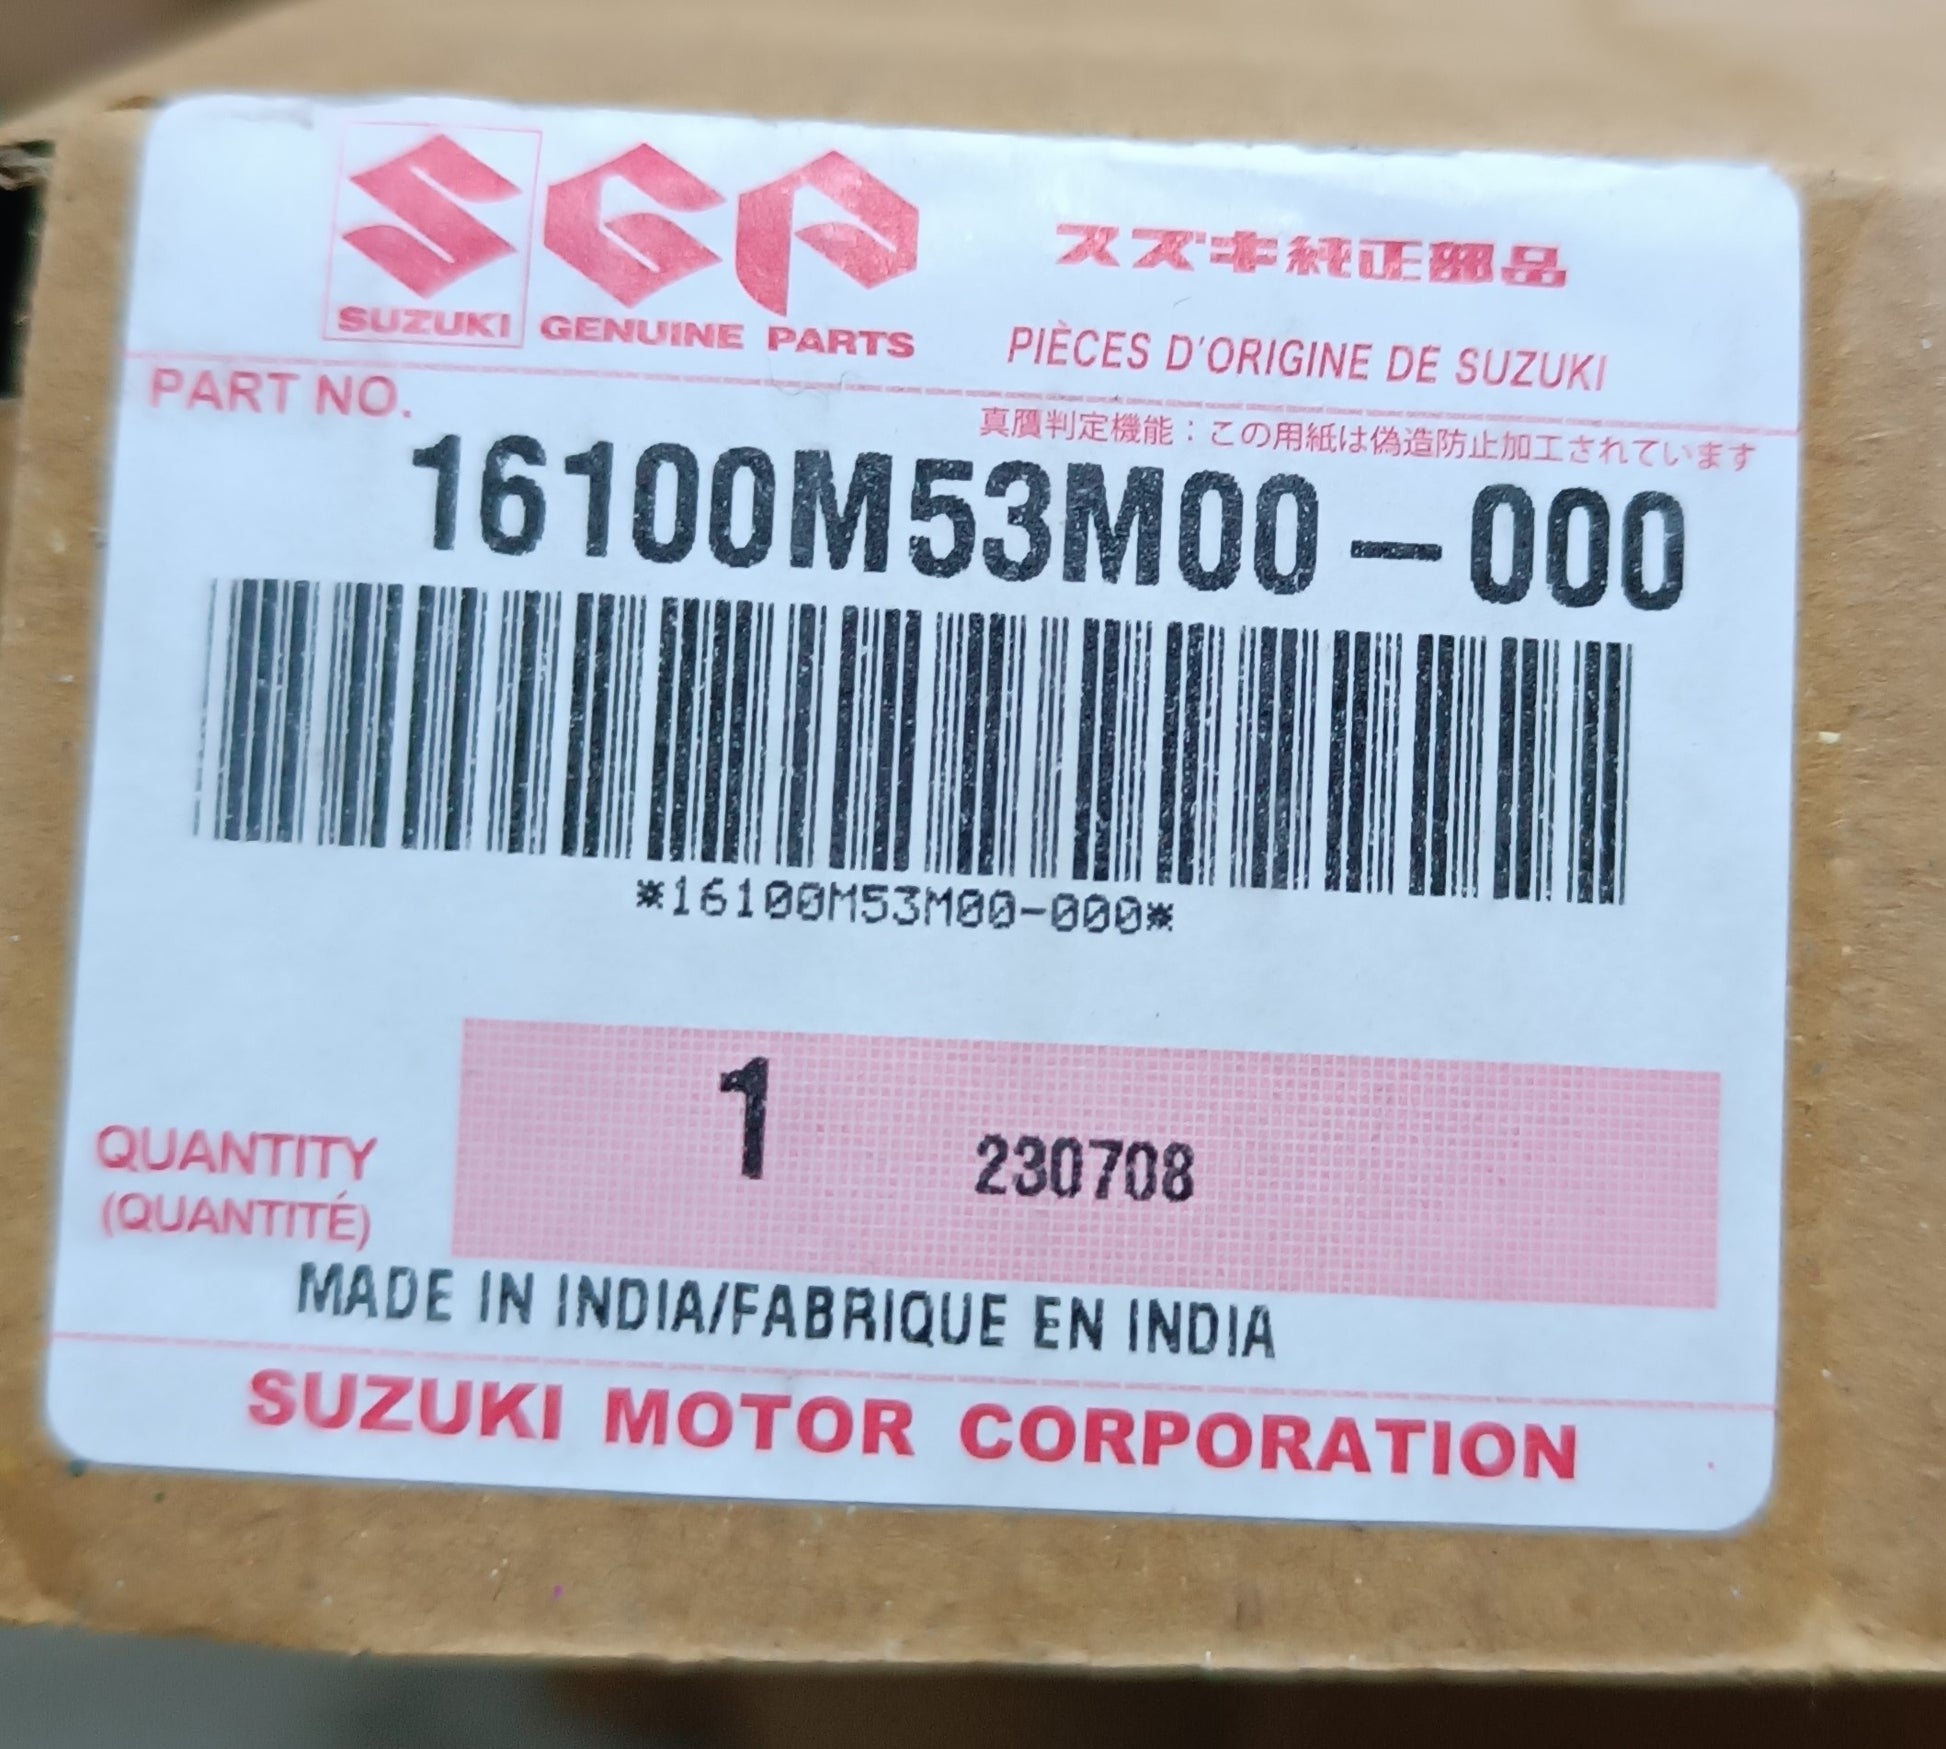 SGP
スズキ純正部品
SUZUKI GENUINE PARTS
PIÈCES D'ORIGINE DE SUZUKI
PART NO.
真贋判定機能：この用紙は偽造防止加工されています
16100M53M00-000
*16100M53M00-000*
1
230708
QUANTITY
(QUANTITÉ)
MADE IN INDIA/FABRIQUE EN INDIA
SUZUKI MOTOR CORPORATION